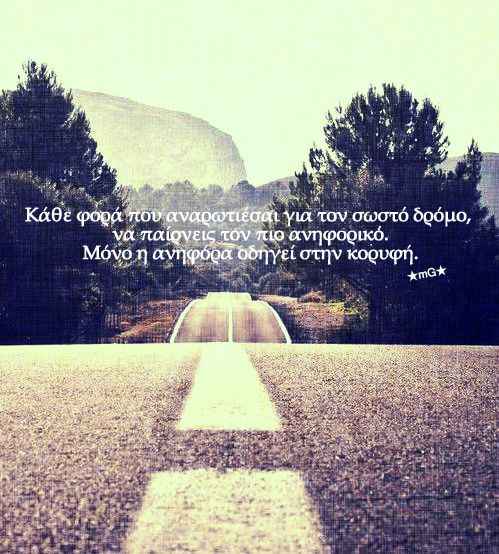 Κάθε φορά που αναρωτιέσαι για τον σωστό δρόμο,
να παίρνεις τον πιο ανηφορικό.
Μόνο η ανηφόρα οδηγεί στην κορυφή.
★mG★